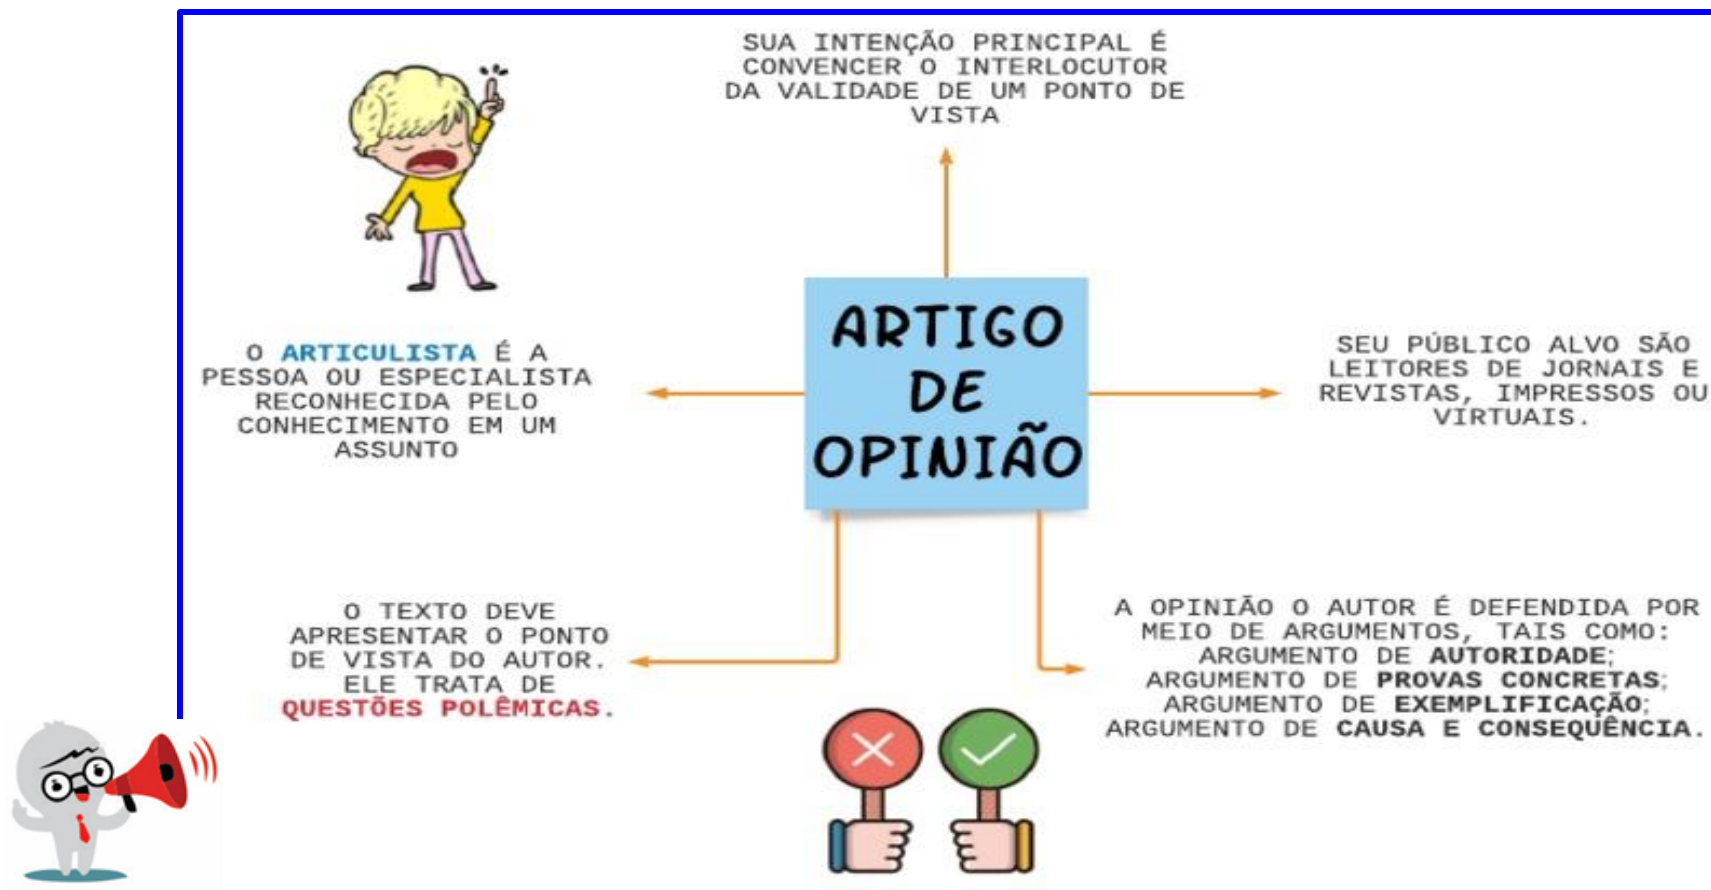 SUA INTENÇÃO PRINCIPAL É
CONVENCER O INTERLOCUTOR
DA VALIDADE DE UM PONTO DE
VISTA
ARTIGO
DE
OPINIÃO
O ARTICULISTA É A
PESSOA OU ESPECIALISTA
RECONHECIDA PELO
CONHECIMENTO EM UM
ASSUNTO
SEU PÚBLICO ALVO SÃO
LEITORES DE JORNAIS E
REVISTAS, IMPRESSOS OU
VIRTUAIS.
O TEXTO DEVE
APRESENTAR O PONTO
DE VISTA DO AUTOR.
ELE TRATA DE
QUESTÕES POLÊMICAS.
A OPINIÃO O AUTOR É DEFENDIDA POR
MEIO DE ARGUMENTOS, TAIS COMO:
ARGUMENTO DE AUTORIDADE;
ARGUMENTO DE PROVAS CONCRETAS;
ARGUMENTO DE EXEMPLIFICAÇÃO;
ARGUMENTO DE CAUSA E CONSEQUÊNCIA.